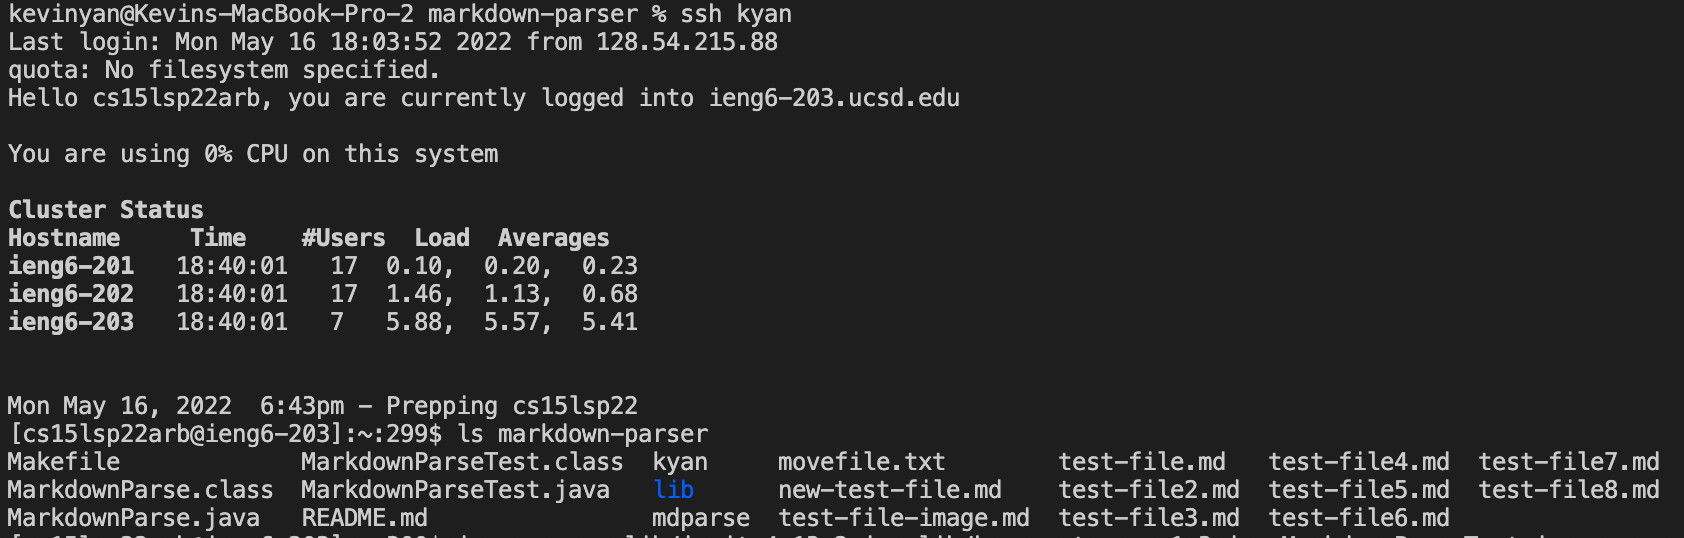 kevinyan@Kevins-MacBook-Pro-2 markdown-parser % ssh kyan
Last login: Mon May 16 18:03:52 2022 from 128.54.215.88
quota: No filesystem specified.
Hello cs15lsp22arb, you are currently logged into ieng6-203.ucsd.edu
You are using 0% CPU on this system
Cluster Status
Hostname     Time    #Users  Load  Averages
ieng6-201   18:40:01   17  0.10,  0.20,  0.23
ieng6-202   18:40:01   17  1.46,  1.13,  0.68
ieng6-203   18:40:01   7   5.88,  5.57,  5.41
Mon May 16, 2022  6:43pm - Prepping cs15lsp22
[cs15lsp22arb@ieng6-203]:~:299$ ls markdown-parser
Makefile             MarkdownParseTest.class  kyan     movefile.txt        test-file.md   test-file4.md  test-file7.md
MarkdownParse.class  MarkdownParseTest.java   lib      new-test-file.md    test-file2.md  test-file5.md  test-file8.md
MarkdownParse.java   README.md                mdparse  test-file-image.md  test-file3.md  test-file6.md